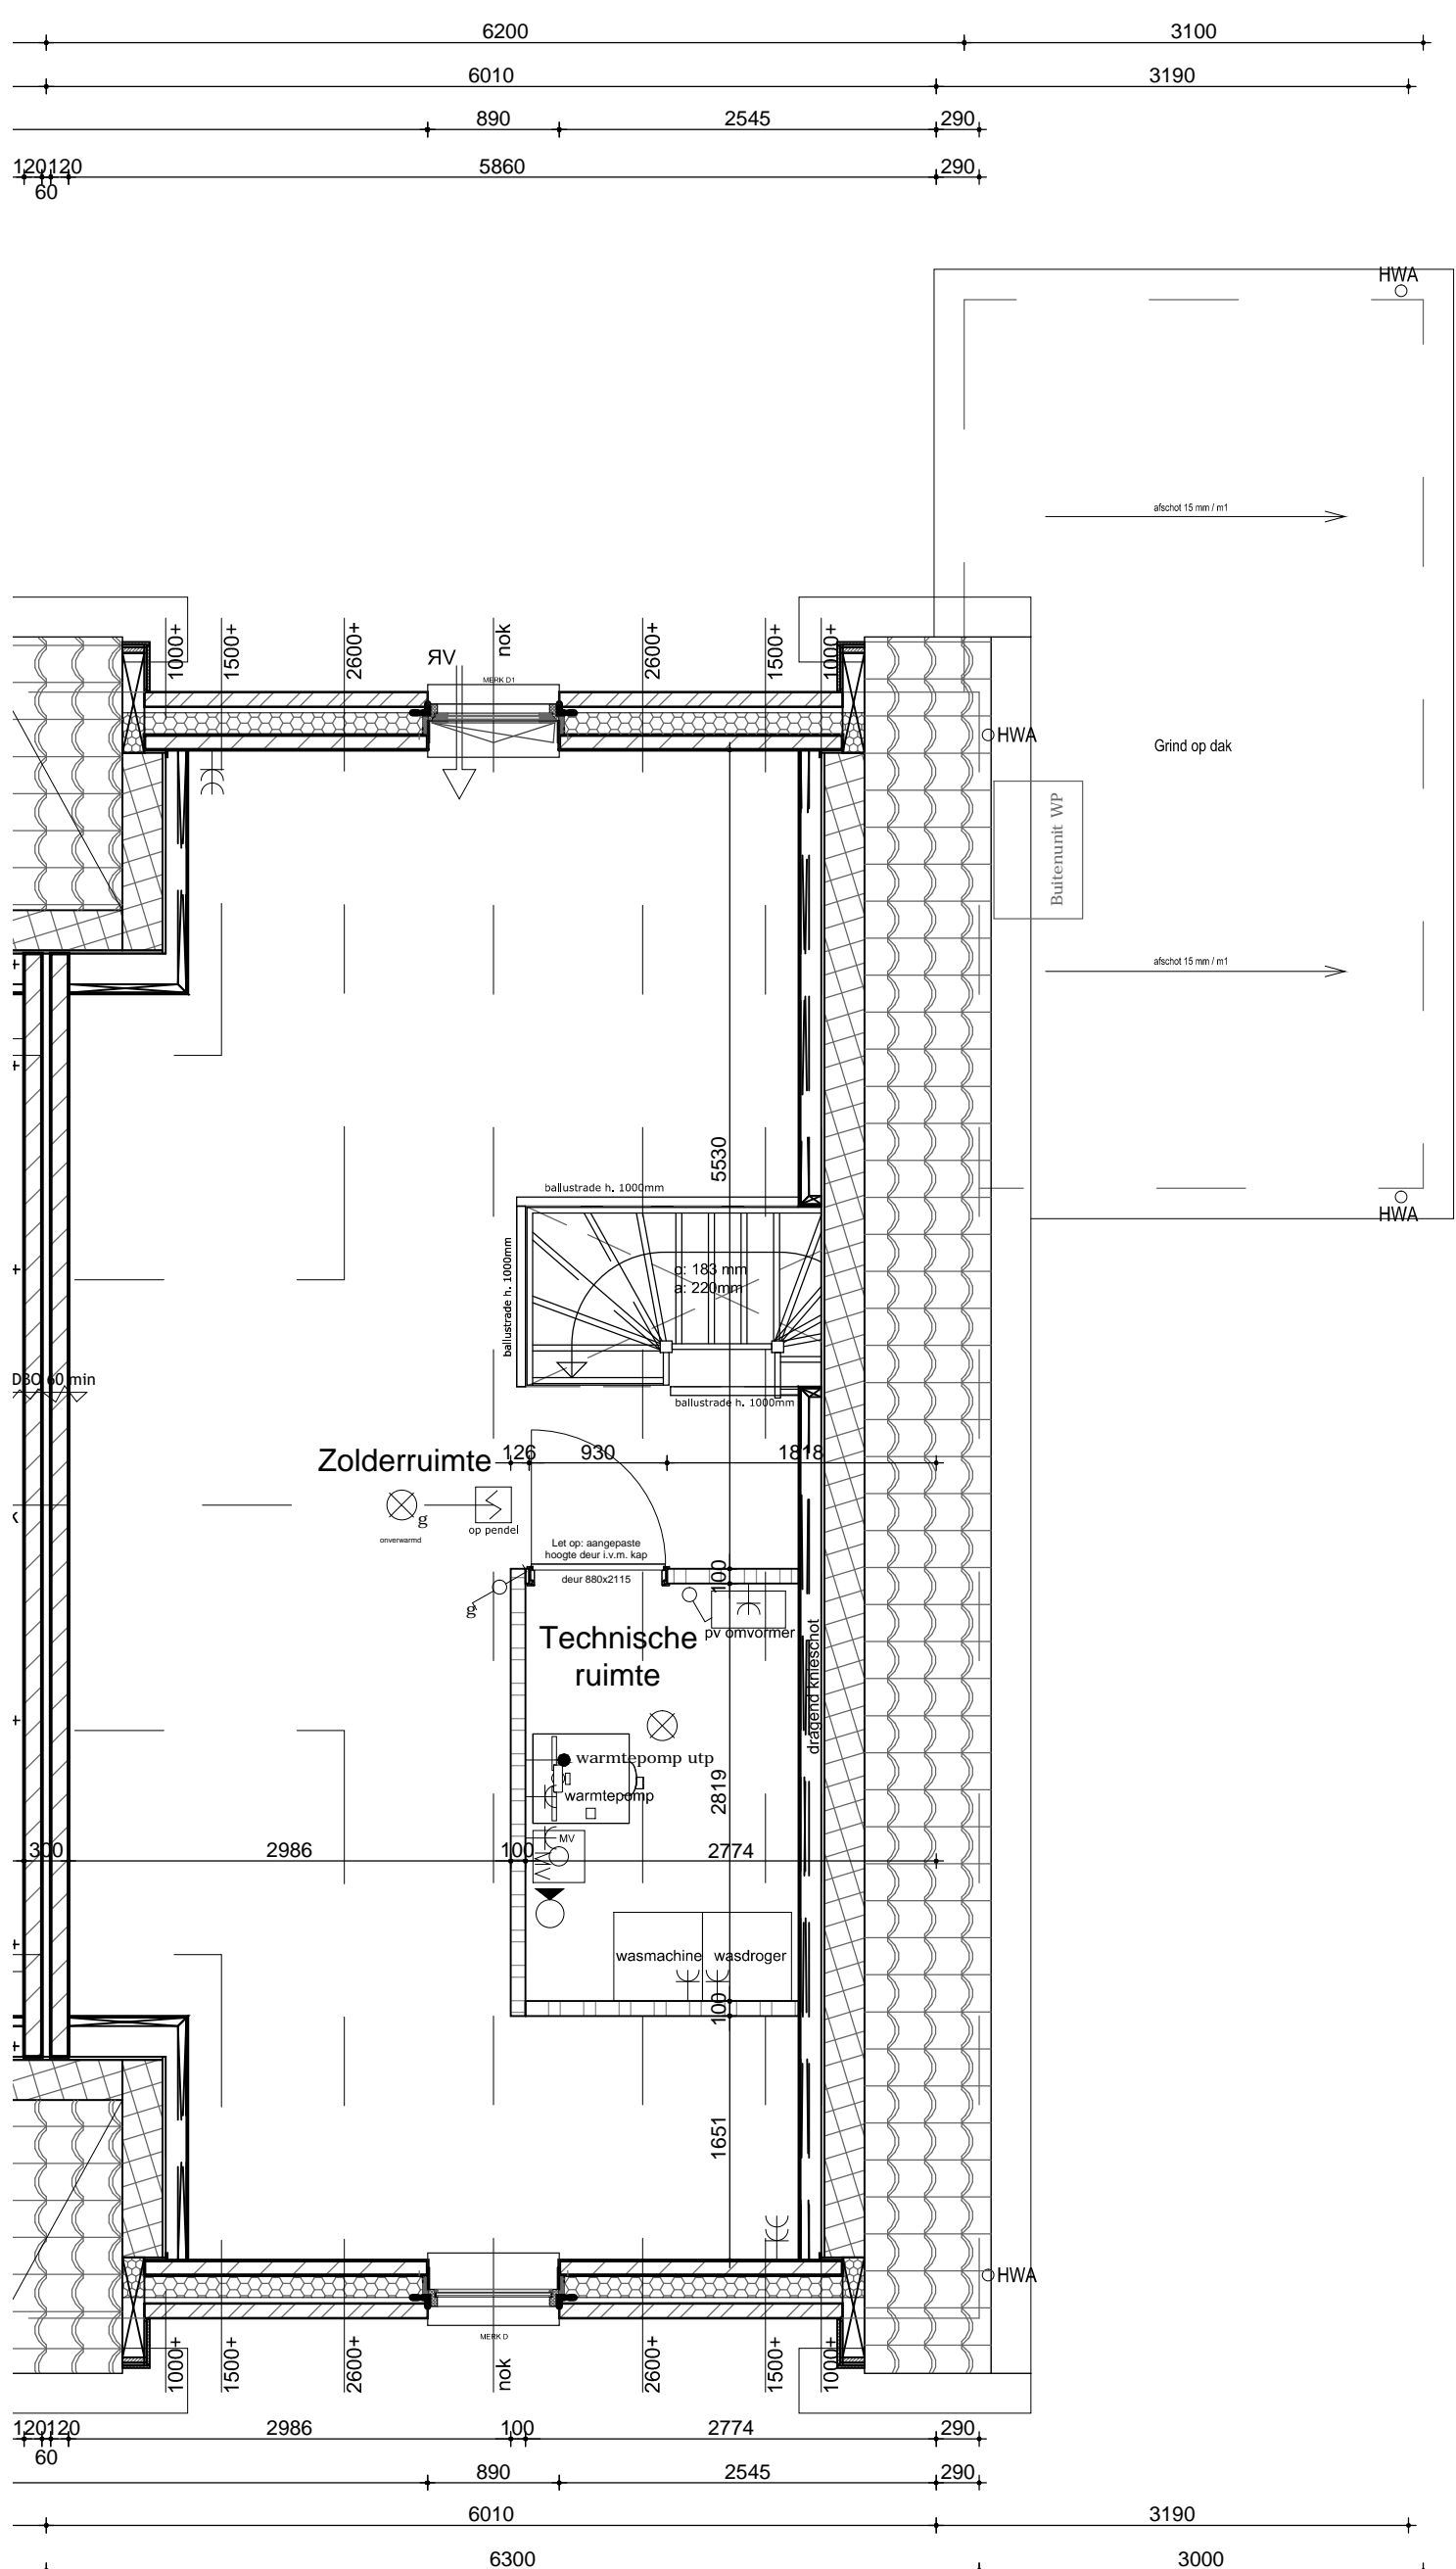 6200 3100
6010 3190
890 2545 290
120 120 5860 290
60
HWA
afschot 15 mm / m1
1000+ 1500+ 2600+ nok 2600+ 1500+ 1000+
RV
MERK D1
HWA
Grind op dak
Buitenunit WP
afschot 15 mm / m1
5530
ballustrade h. 1000mm
HWA
ballustrade h. 1000mm
o: 183 mm
a: 220mm
DBO 60 min
ballustrade h. 1000mm
Zolderruimte
126 930 1818
g
op pendel
onverwarmd
Let op: aangepaste
hoogte deur i.v.m. kap
deur 880x2115
100
g
pv omvormer
Technische
ruimte
dragend knieschot
warmtepomp utp
warmtepomp
2819
MV
300 2986 100 2774
wasmachine wasdroger
100
1651
HWA
MERK D
1000+ 1500+ 2600+ nok 2600+ 1500+ 1000+
120 120 2986 100 2774 290
60
890 2545 290
6010 3190
6300 3000